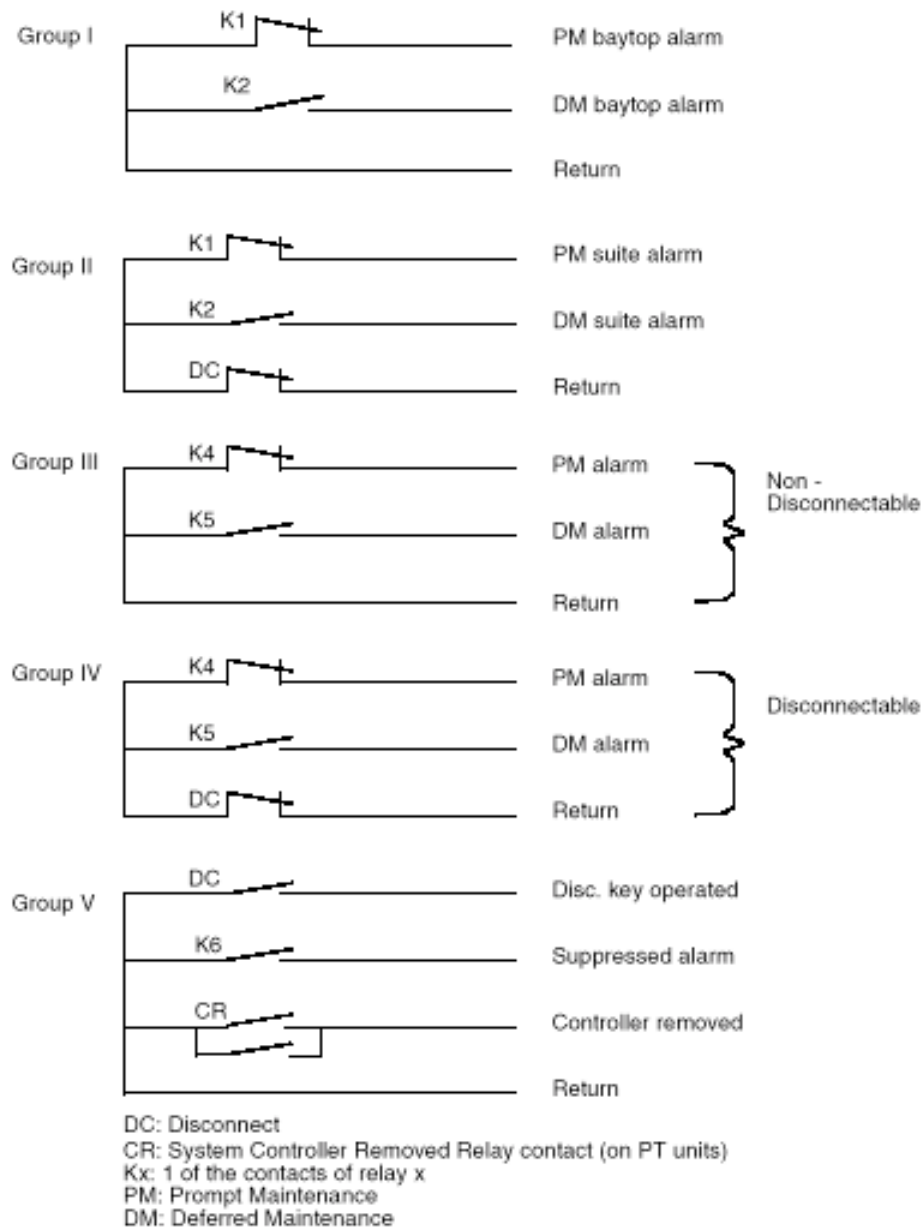 Group I
K1
PM baytop alarm
K2
DM baytop alarm
Return
Group II
K1
PM suite alarm
K2
DM suite alarm
DC
Return
Group III
K4
PM alarm
Non -
Disconnectable
K5
DM alarm
Return
Group IV
K4
PM alarm
Disconnectable
K5
DM alarm
DC
Return
Group V
DC
Disc. key operated
K6
Suppressed alarm
CR
Controller removed
Return
DC: Disconnect
CR: System Controller Removed Relay contact (on PT units)
Kx: 1 of the contacts of relay x
PM: Prompt Maintenance
DM: Deferred Maintenance